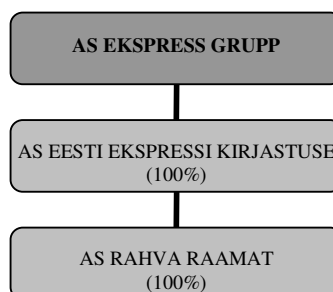 AS EKSPRESS GRUPP
AS EESTI EKSPRESSI KIRJASTUSE
(100%)
AS RAHVA RAAMAT
(100%)